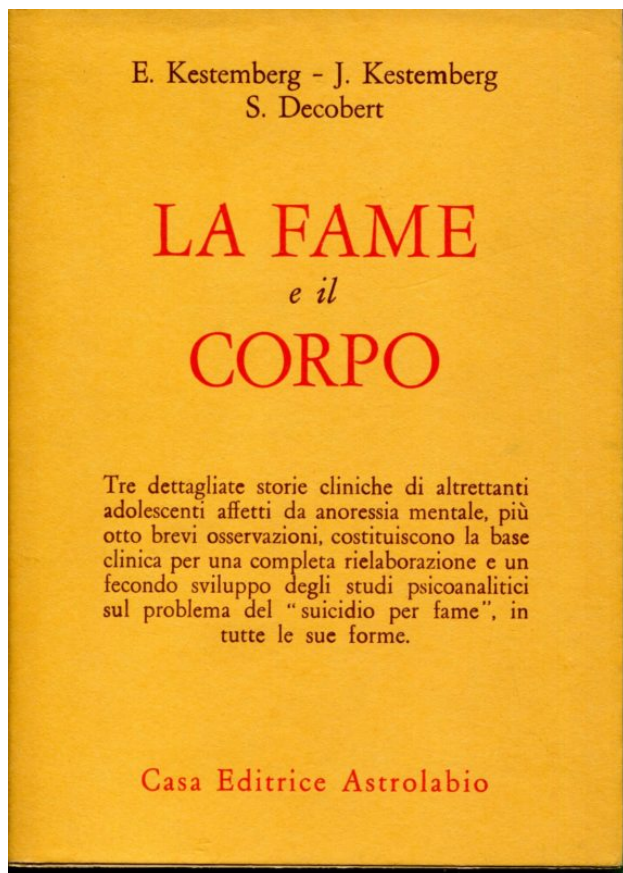 E. Kestemberg - J. Kestemberg
S. Decobert
LA FAME
e il
CORPO
Tre dettagliate storie cliniche di altrettanti
adolescenti affetti da anoressia mentale, più
otto brevi osservazioni, costituiscono la base
clinica per una completa rielaborazione e un
fecondo sviluppo degli studi psicoanalitici
sul problema del “suicidio per fame”, in
tutte le sue forme.
Casa Editrice Astrolabio